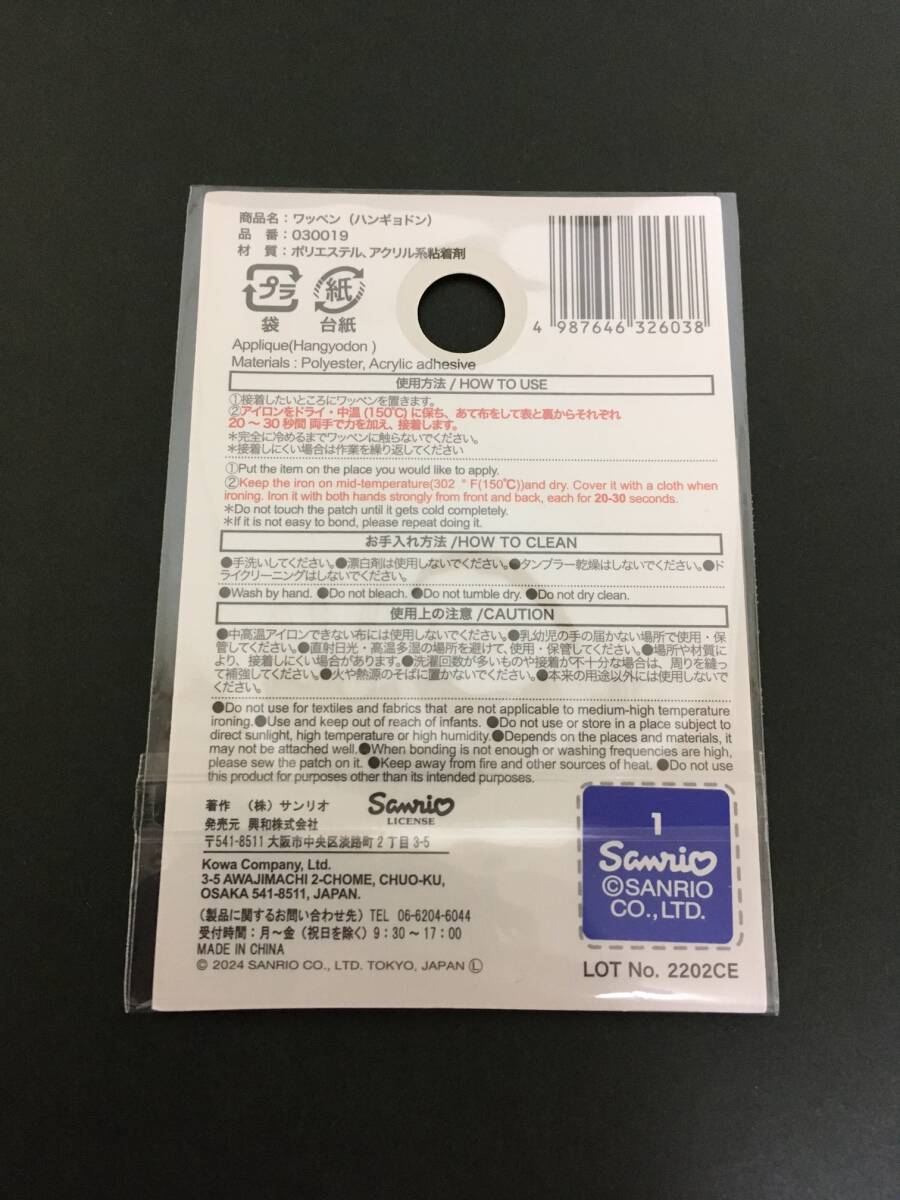 商品名：ワッペン（ハンギョドン）
品　番：030019
材　質：ポリエステル、アクリル系粘着剤
プラ 紙
袋 台紙
4 987646 326038
Applique(Hangyodon )
Materials : Polyester, Acrylic adhesive
使用方法 / HOW TO USE
①接着したいところにワッペンを置きます。
②アイロンをドライ・中温 (150℃) に保ち、あて布をして表と裏からそれぞれ
20 〜 30 秒間 両手で力を加え、接着します。
＊完全に冷めるまでワッペンに触らないでください。
＊接着しにくい場合は作業を繰り返してください
①Put the item on the place you would like to apply.
②Keep the iron on mid-temperature(302 °F(150℃))and dry. Cover it with a cloth when
ironing. Iron it with both hands strongly from front and back, each for 20-30 seconds.
＊Do not touch the patch until it gets cold completely.
＊If it is not easy to bond, please repeat doing it.
お手入れ方法 /HOW TO CLEAN
●手洗いしてください。●漂白剤は使用しないでください。●タンブラー乾燥はしないでください。●ド
ライクリーニングはしないでください。
●Wash by hand. ●Do not bleach. ●Do not tumble dry. ●Do not dry clean.
使用上の注意 /CAUTION
●中高温アイロンできない布には使用しないでください。●乳幼児の手の届かない場所で使用・保
管してください。●直射日光・高温多湿の場所を避けて、使用・保管してください。●場所や材質に
より、接着しにくい場合があります。●洗濯回数が多いものや接着が不十分な場合は、周りを縫っ
て補強してください。●火や熱源のそばに置かないでください。●本来の用途以外には使用しないで
ください。
●Do not use for textiles and fabrics that are not applicable to medium-high temperature
ironing.●Use and keep out of reach of infants. ●Do not use or store in a place subject to
direct sunlight, high temperature or high humidity.●Depends on the places and materials, it
may not be attached well.●When bonding is not enough or washing frequencies are high,
please sew the patch on it. ●Keep away from fire and other sources of heat. ●Do not use
this product for purposes other than its intended purposes.
著作　（株）サンリオ
Sanrio
LICENSE
発売元 興和株式会社
〒541-8511 大阪市中央区淡路町 2 丁目 3-5
Kowa Company, Ltd.
3-5 AWAJIMACHI 2-CHOME, CHUO-KU,
OSAKA 541-8511, JAPAN.
（製品に関するお問い合わせ先）TEL 06-6204-6044
受付時間：月〜金（祝日を除く）9：30〜17：00
MADE IN CHINA
© 2024 SANRIO CO., LTD. TOKYO, JAPAN Ⓛ
1
Sanrio
©SANRIO
CO.,LTD.
LOT No. 2202CE